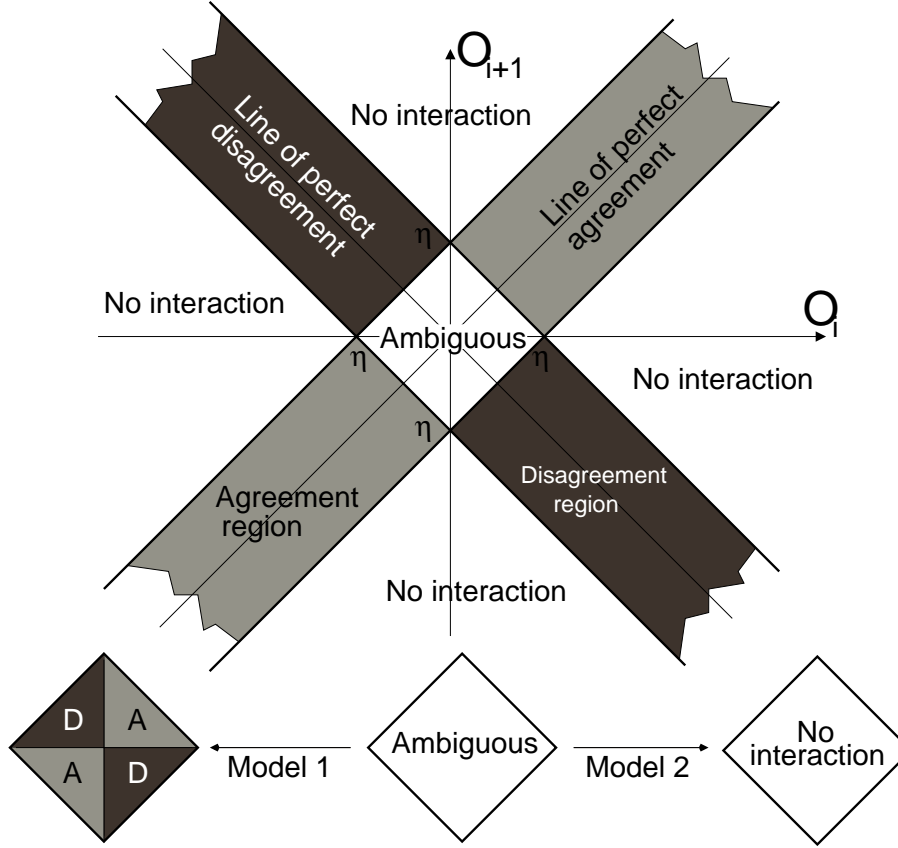 O_{i+1}
No interaction
Line of perfect
disagreement
Line of perfect
agreement
η
No interaction
O_i
Ambiguous
η
η
No interaction
η
Agreement
region
Disagreement
region
No interaction
D
A
A
D
Model 1
Ambiguous
Model 2
No
interaction